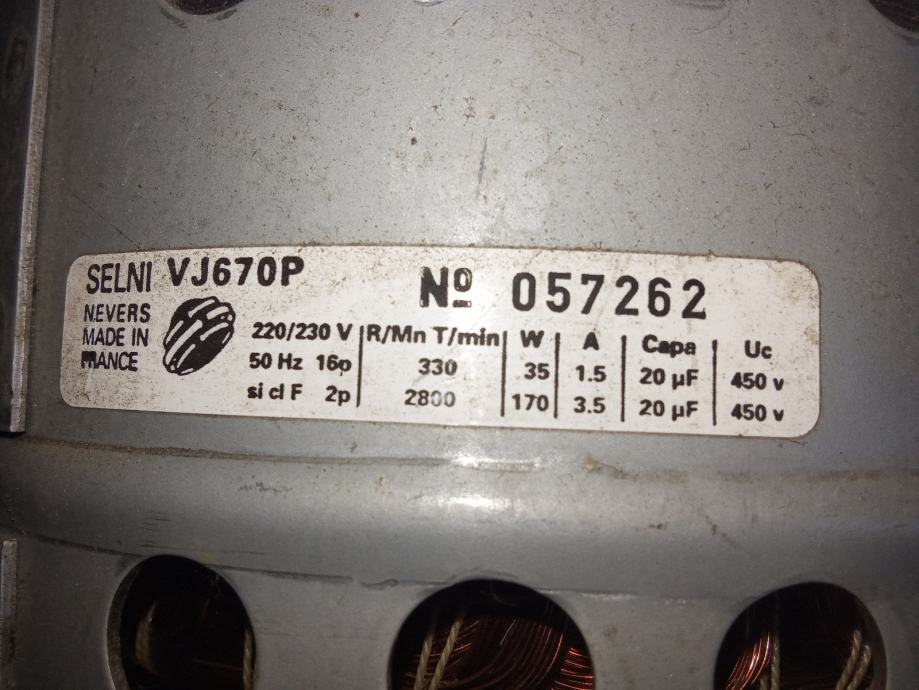 SELNI VJ670P Nº 057262
NEVERS
MADE IN
FRANCE
220/230 V R/Mn T/min W A Capa Uc
50 Hz 16p 330 35 1.5 20 µF 450 v
si cl F 2p 2800 170 3.5 20 µF 450 v